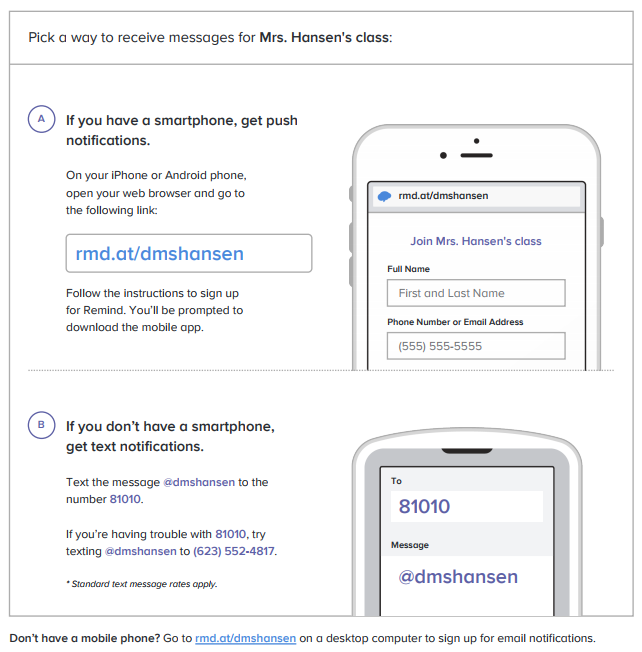 Pick a way to receive messages for Mrs. Hansen's class:
A
If you have a smartphone, get push
notifications.
On your iPhone or Android phone,
open your web browser and go to
the following link:
rmd.at/dmshansen
Follow the instructions to sign up
for Remind. You’ll be prompted to
download the mobile app.
rmd.at/dmshansen
Join Mrs. Hansen's class
Full Name
First and Last Name
Phone Number or Email Address
(555) 555-5555
B
If you don’t have a smartphone,
get text notifications.
Text the message @dmshansen to the
number 81010.
If you’re having trouble with 81010, try
texting @dmshansen to (623) 552-4817.
* Standard text message rates apply.
To
81010
Message
@dmshansen
Don’t have a mobile phone? Go to rmd.at/dmshansen on a desktop computer to sign up for email notifications.